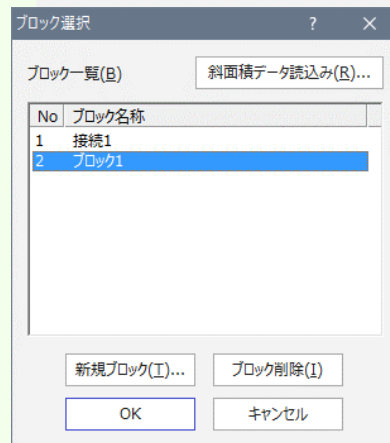 ブロック選択 ? ×
ブロック一覧(B) 斜面積データ読込み(R)...
No ブロック名称
1 接続1
2 ブロック1
新規ブロック(T)... ブロック削除(I)
OK キャンセル